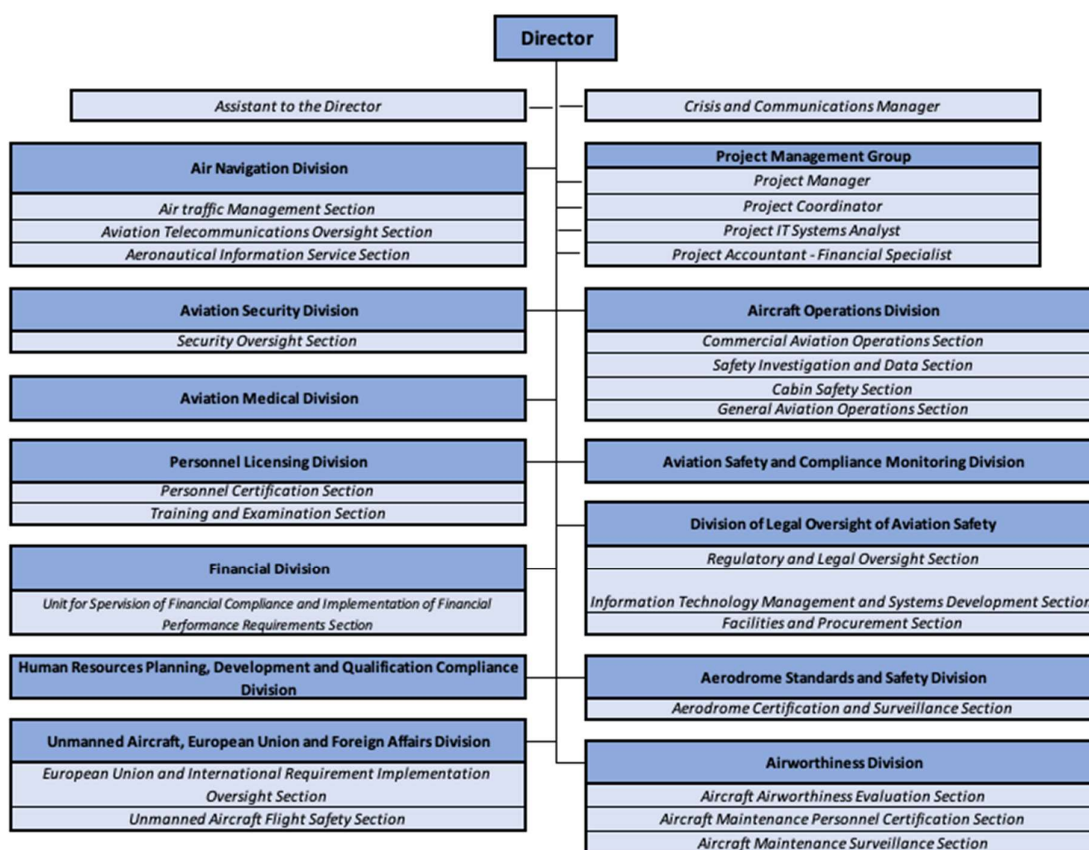 Director
Assistant to the Director
Crisis and Communications Manager
Air Navigation Division
Air traffic Management Section
Aviation Telecommunications Oversight Section
Aeronautical Information Service Section
Project Management Group
Project Manager
Project Coordinator
Project IT Systems Analyst
Project Accountant - Financial Specialist
Aviation Security Division
Security Oversight Section
Aircraft Operations Division
Commercial Aviation Operations Section
Safety Investigation and Data Section
Cabin Safety Section
General Aviation Operations Section
Aviation Medical Division
Personnel Licensing Division
Personnel Certification Section
Training and Examination Section
Aviation Safety and Compliance Monitoring Division
Division of Legal Oversight of Aviation Safety
Regulatory and Legal Oversight Section
Information Technology Management and Systems Development Section
Facilities and Procurement Section
Financial Division
Unit for Spervision of Financial Compliance and Implementation of Financial
Performance Requirements Section
Human Resources Planning, Development and Qualification Compliance
Division
Aerodrome Standards and Safety Division
Aerodrome Certification and Surveillance Section
Unmanned Aircraft, European Union and Foreign Affairs Division
European Union and International Requirement Implementation
Oversight Section
Unmanned Aircraft Flight Safety Section
Airworthiness Division
Aircraft Airworthiness Evaluation Section
Aircraft Maintenance Personnel Certification Section
Aircraft Maintenance Surveillance Section